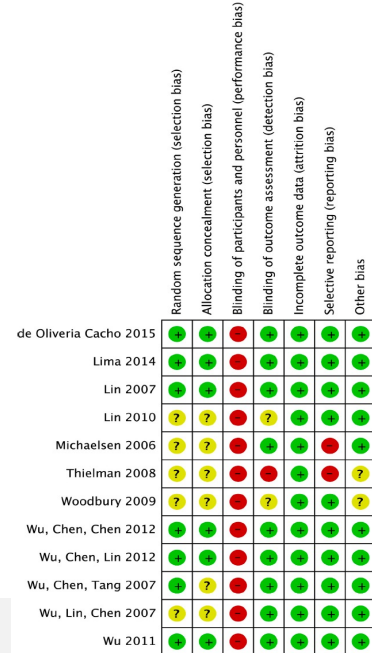 Random sequence generation (selection bias)
Allocation concealment (selection bias)
Blinding of participants and personnel (performance bias)
Blinding of outcome assessment (detection bias)
Incomplete outcome data (attrition bias)
Selective reporting (reporting bias)
Other bias
de Oliveria Cacho 2015 + + - + + + +
Lima 2014 + + - + + + +
Lin 2007 + + - + + + +
Lin 2010 ? ? - ? + + +
Michaelsen 2006 ? ? - + + - +
Thielman 2008 ? ? - - + - ?
Woodbury 2009 ? ? - ? + + ?
Wu, Chen, Chen 2012 + + - + + + +
Wu, Chen, Lin 2012 + + - + + + +
Wu, Chen, Tang 2007 + ? - + + + +
Wu, Lin, Chen 2007 ? ? - + + + +
Wu 2011 + + - + + + +